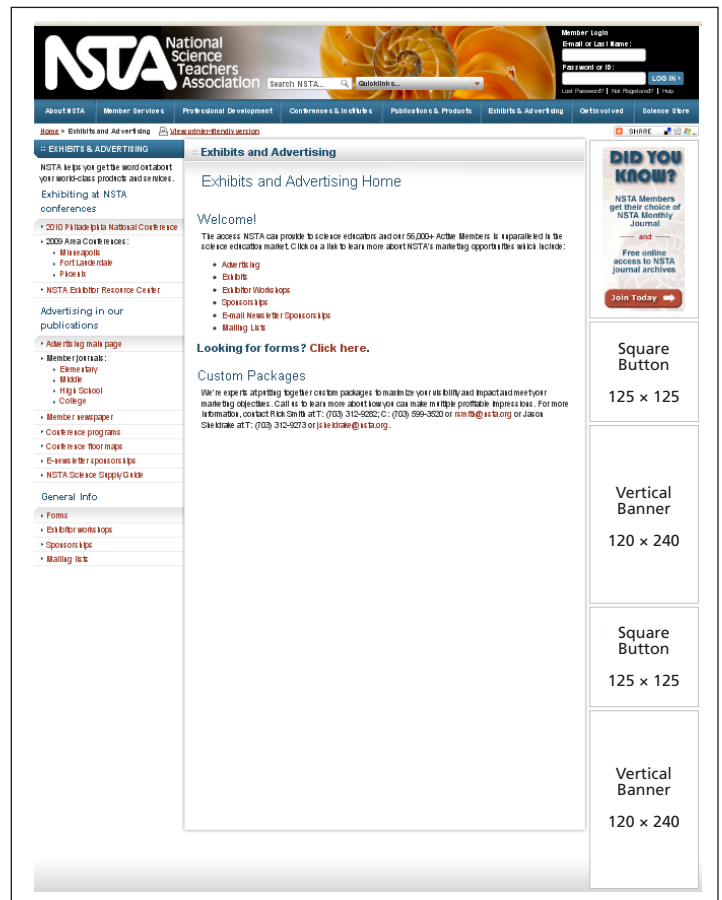 NSTA
National
Science
Teachers
Association
Search NSTA...
Quicklinks...
Member Login
E-mail or Last Name:
Password or ID:
LOG IN
Lost Password? | Not Registered? | Help
About NSTA Member Services Professional Development Conferences & Institutes Publications & Products Exhibits & Advertising Get Involved Science Store
Home > Exhibits and Advertising View printer-friendly version
SHARE
:: EXHIBITS & ADVERTISING
NSTA helps you get the word out about
your world-class products and services.
Exhibiting at NSTA
conferences
2010 Philadelphia National Conference
2009 Area Conferences:
Minneapolis
Fort Lauderdale
Phoenix
NSTA Exhibitor Resource Center
Advertising in our
publications
Advertising main page
Member journals:
Elementary
Middle
High School
College
Member newspaper
Conference programs
Conference floor maps
E-newsletter sponsorships
NSTA Science Supply Guide
General Info
Forms
Exhibitor workshops
Sponsorships
Mailing lists
:: Exhibits and Advertising
Exhibits and Advertising Home
Welcome!
The access NSTA can provide to science educators and our 56,000+ Active Members is unparalleled in the
science education market. Click on a link to learn more about NSTA's marketing opportunities which include:
Advertising
Exhibits
Exhibitor Workshops
Sponsorships
E-mail Newsletter Sponsorships
Mailing Lists
Looking for forms? Click here.
Custom Packages
We're experts at putting together custom packages to maximize your visibility and impact and meet your
marketing objectives. Call us to learn more about how you can make multiple profitable impressions. For more
information, contact Rick Smith at T: (703) 312-9282; C: (703) 599-3520 or rsmith@nsta.org or Jason
Sheldrake at T: (703) 312-9273 or jsheldrake@nsta.org.
DID YOU
KNOW?
NSTA Members
get their choice of
NSTA Monthly
Journal
and
Free online
access to NSTA
journal archives
Join Today
Square
Button
125 × 125
Vertical
Banner
120 × 240
Square
Button
125 × 125
Vertical
Banner
120 × 240